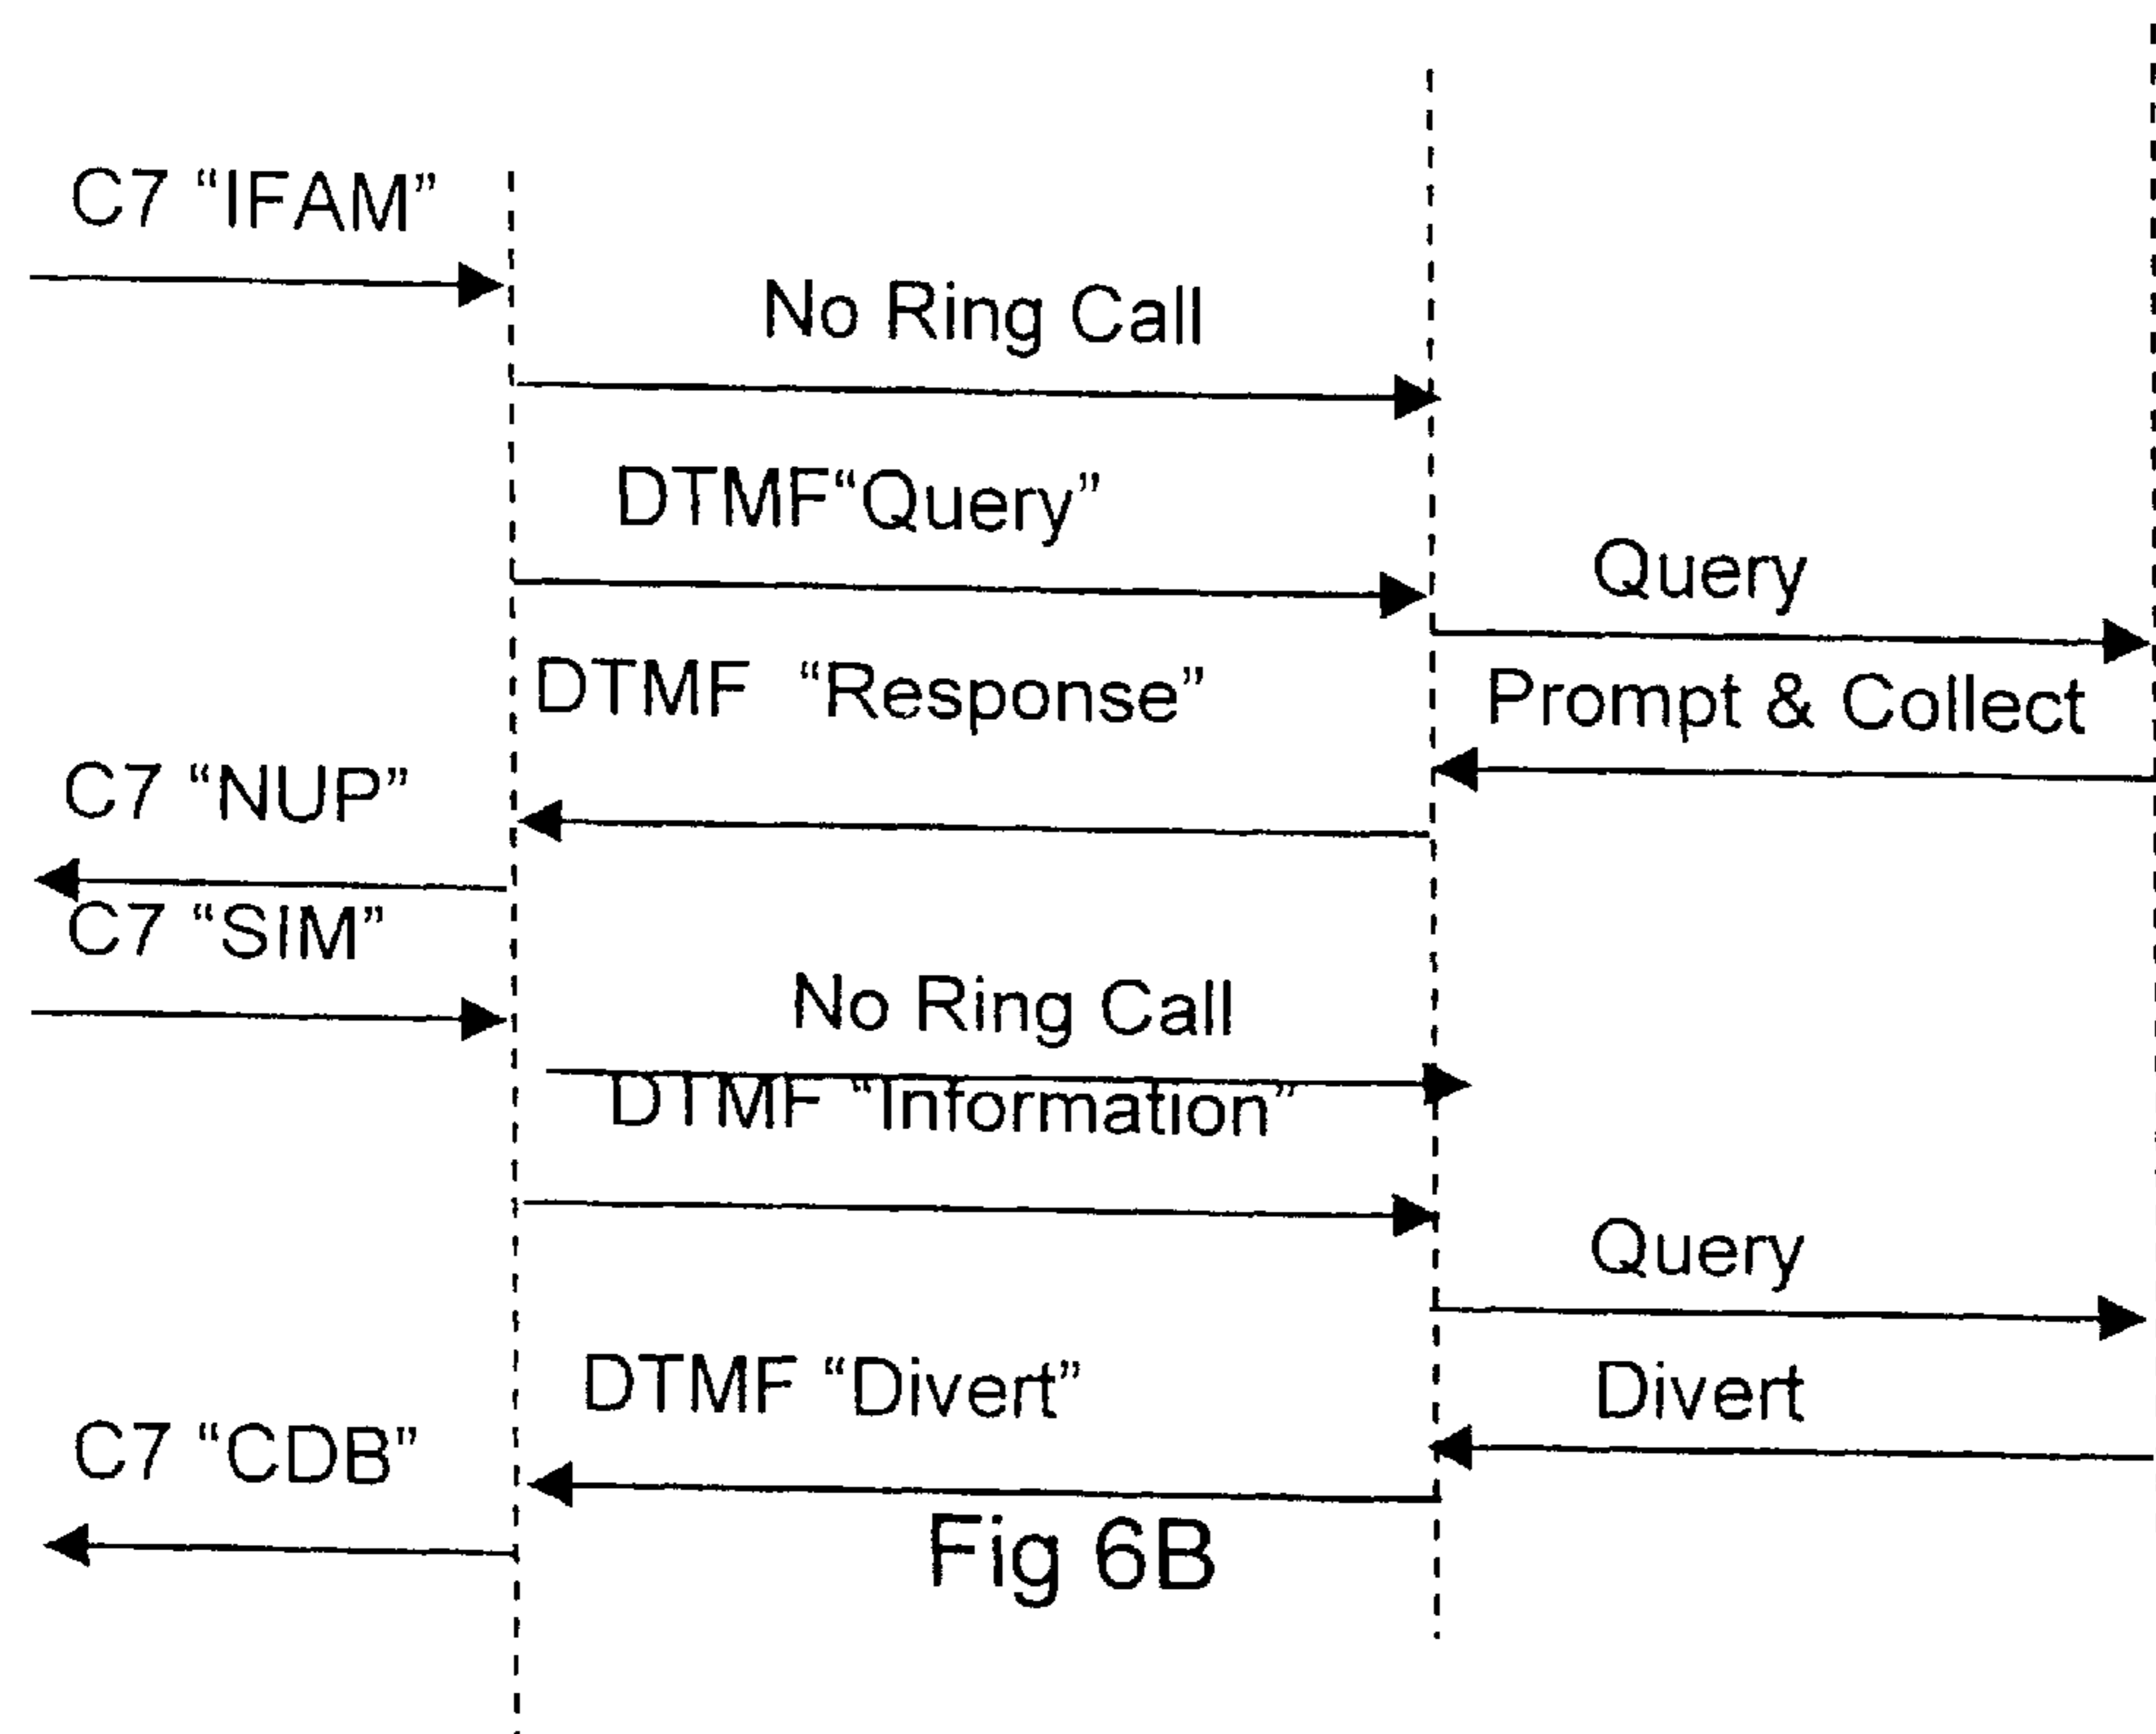 C7 “IFAM”
No Ring Call
DTMF“Query”
Query
DTMF “Response”
Prompt & Collect
C7 “NUP”
C7 “SIM”
No Ring Call
DTMF “Information”
Query
DTMF “Divert”
Divert
C7 “CDB”
Fig 6B